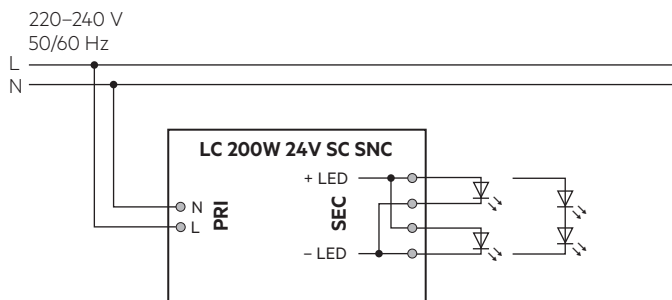 220–240 V
50/60 Hz
L
N
LC 200W 24V SC SNC
+ LED
N
L
PRI
SEC
– LED